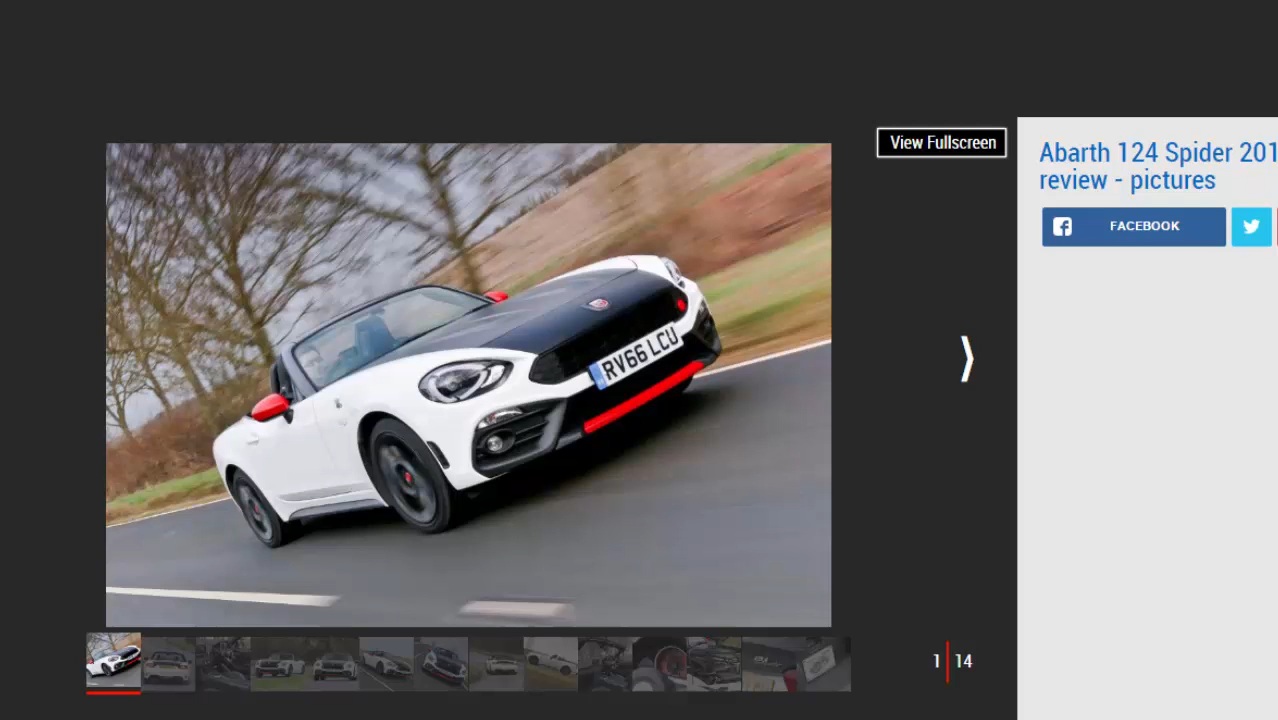 View Fullscreen
Abarth 124 Spider 201
review - pictures
FACEBOOK
RV66 LCU
1 14